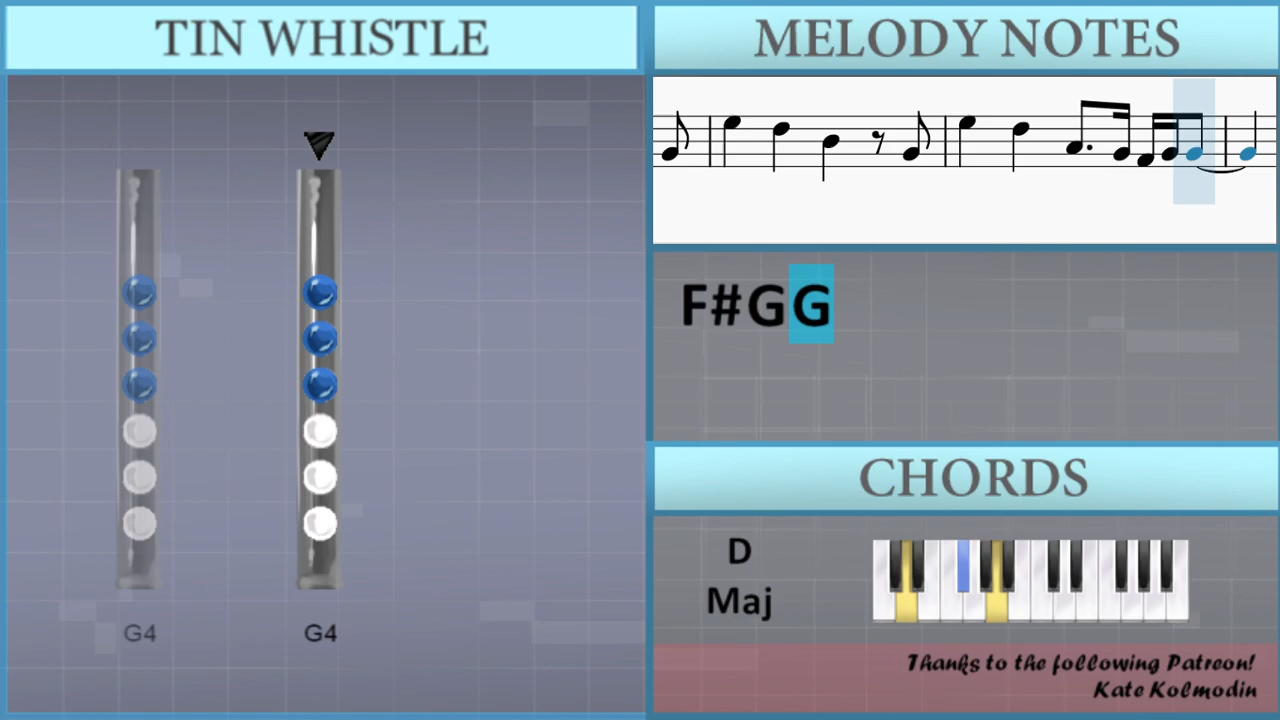 TIN WHISTLE
G4 G4
MELODY NOTES
F#GG
CHORDS
D
Maj
Thanks to the following Patreon!
Kate Kolmodin